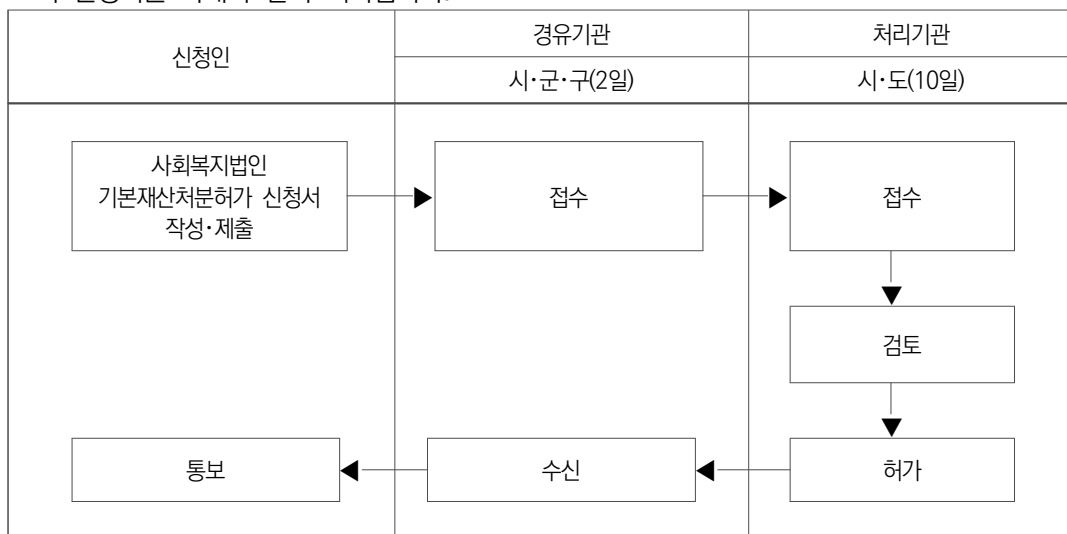 신청인
경유기관
처리기관
시·군·구(2일)
시·도(10일)
사회복지법인
기본재산처분허가 신청서
작성·제출
접수
접수
검토
통보
수신
허가